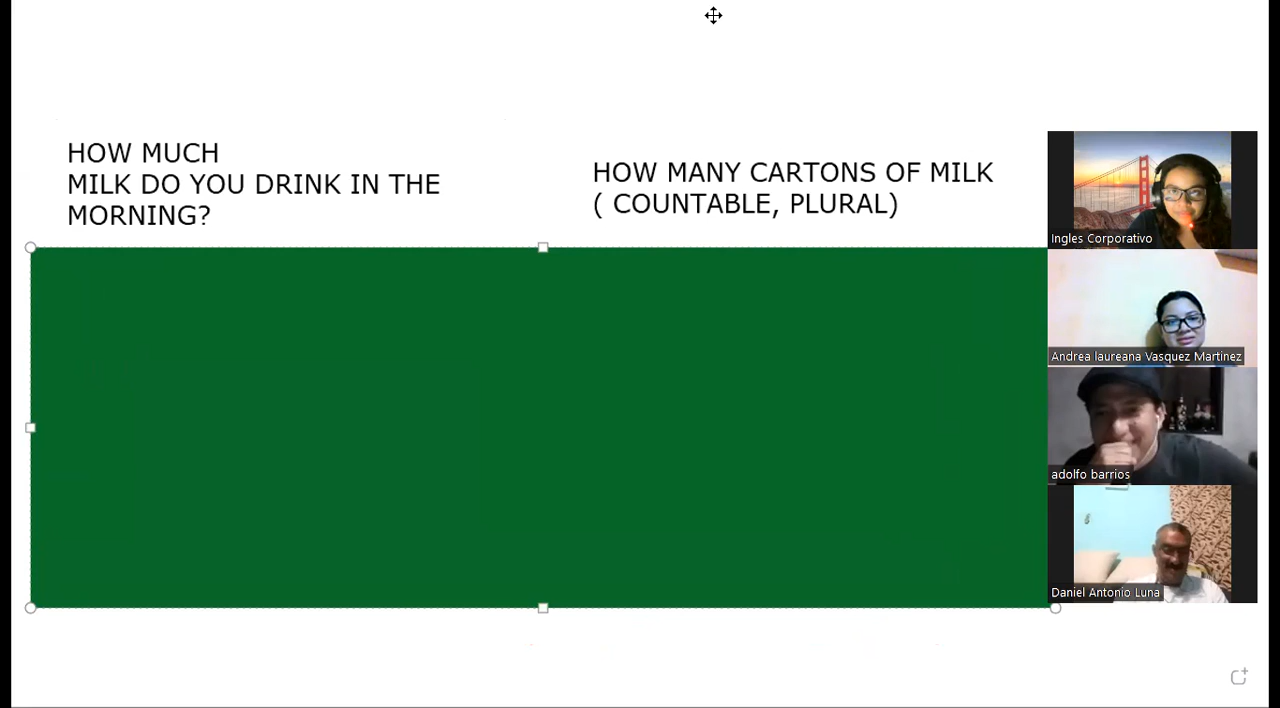 HOW MUCH
MILK DO YOU DRINK IN THE
MORNING?
HOW MANY CARTONS OF MILK
( COUNTABLE, PLURAL)
Ingles Corporativo
Andrea laureana Vasquez Martinez
adolfo barrios
Daniel Antonio Luna